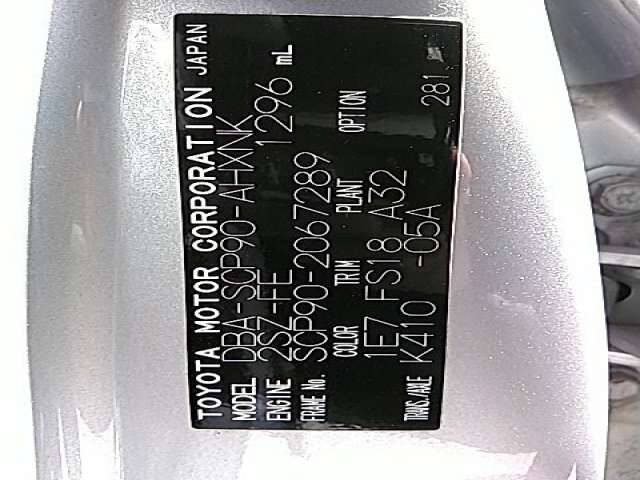 TOYOTA MOTOR CORPORATION JAPAN
MODEL DBA-SCP90-AHXNK
ENGINE 2SZ-FE 1296 mL
FRAME No. SCP90-2067289
COLOR TRIM PLANT OPTION
1E7 FS18 A32
TRANS./AXLE K410 -05A 281